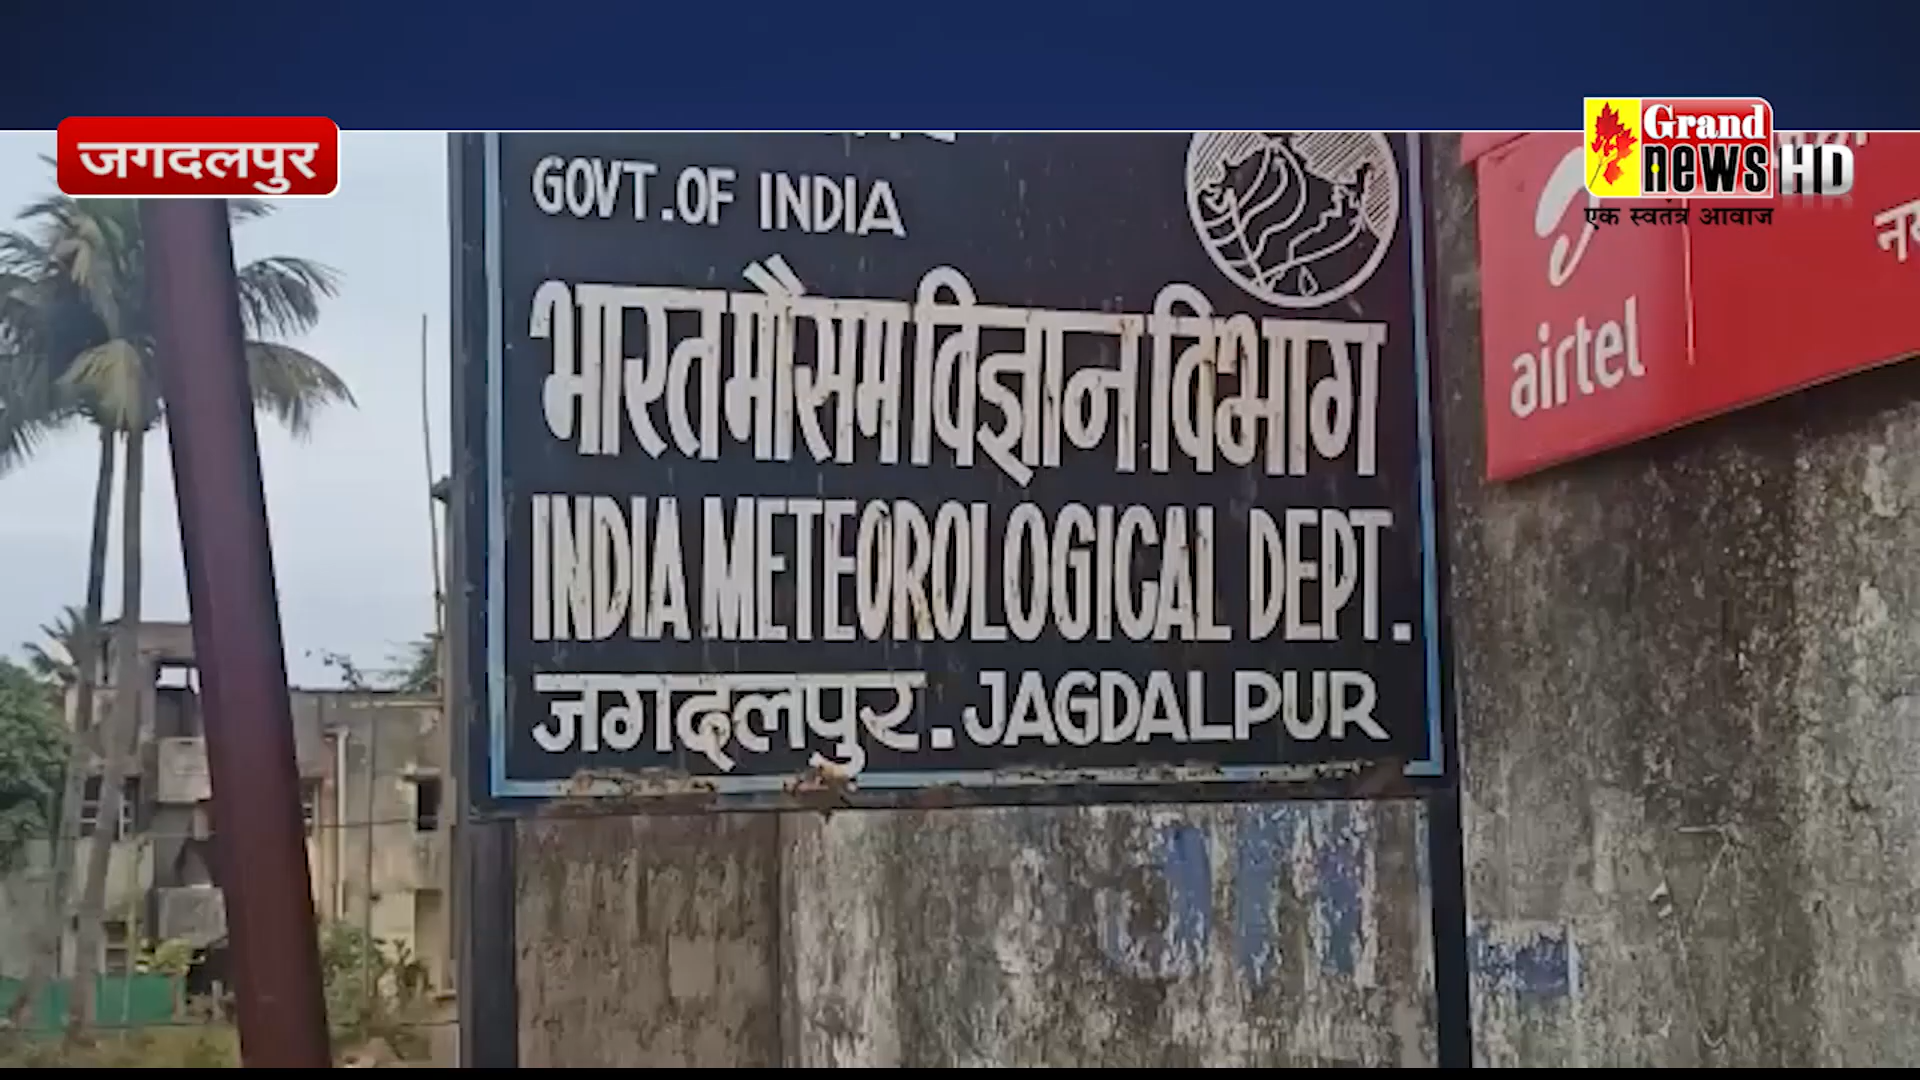 जगदलपुर
Grand
news HD
एक स्वतंत्र आवाज
GOVT. OF INDIA
भारत मौसम विज्ञान विभाग
INDIA METEOROLOGICAL DEPT.
जगदलपुर. JAGDALPUR
airtel